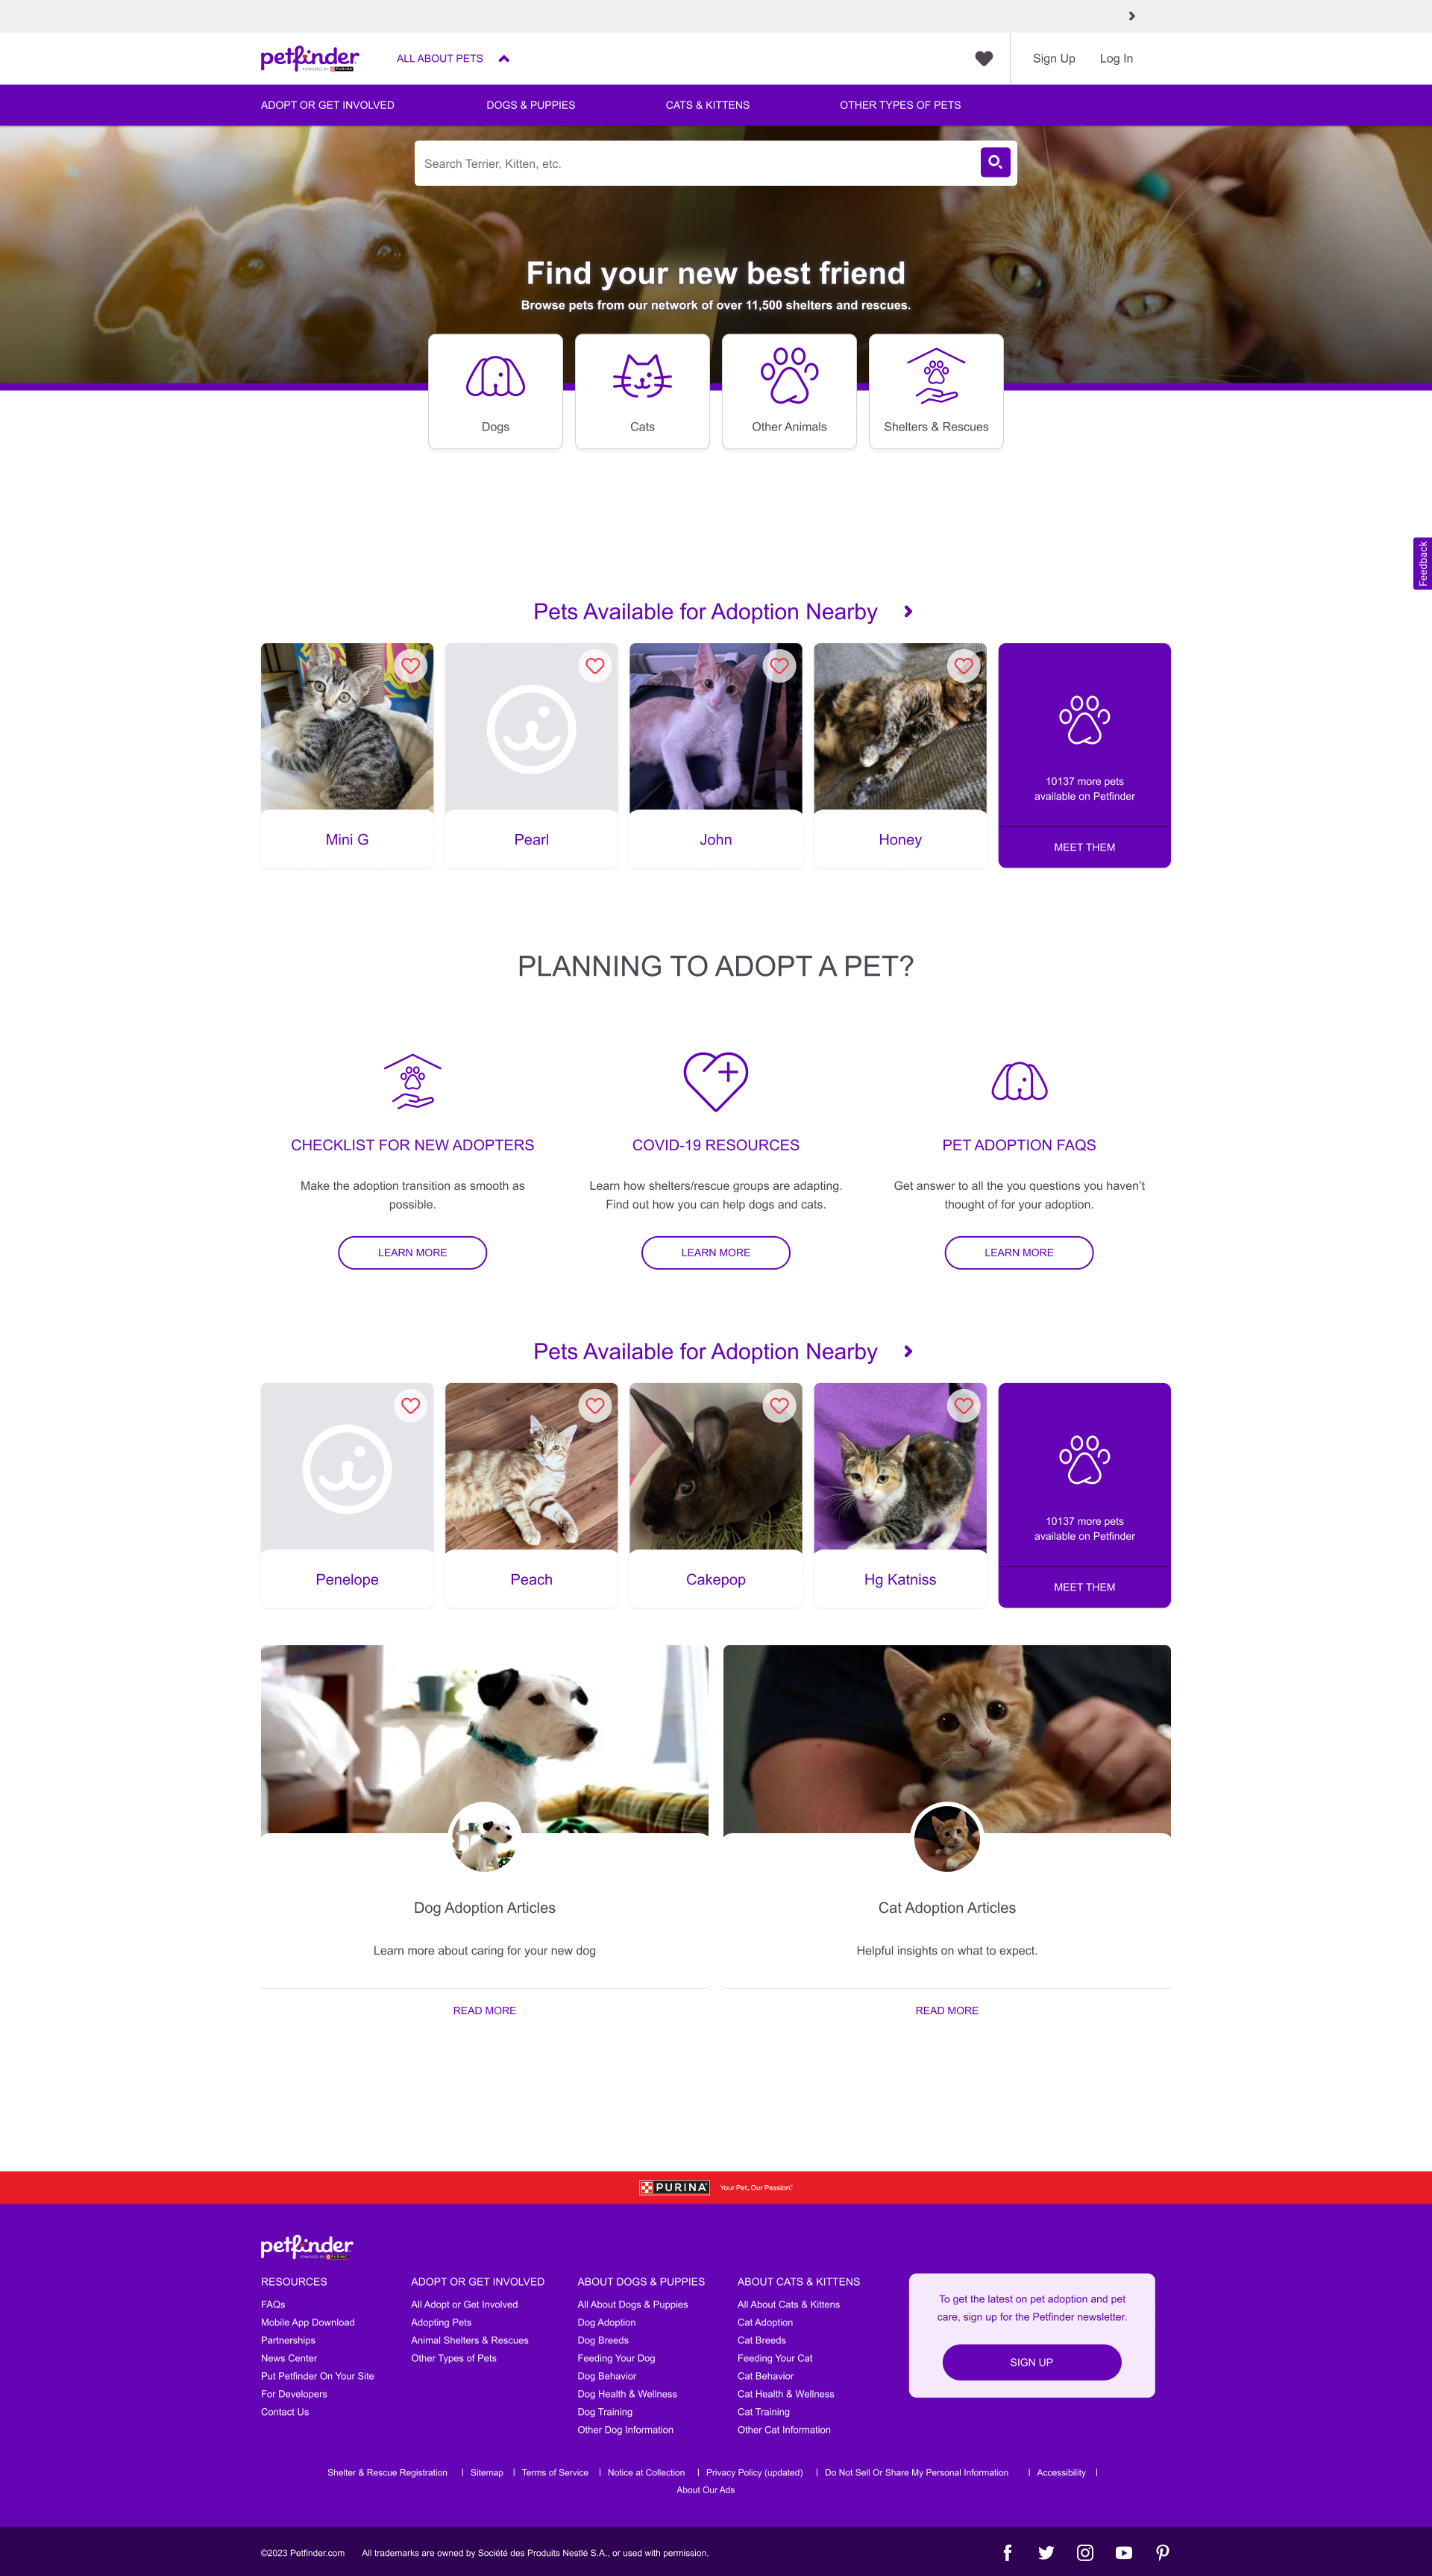 petfinder
POWERED BY PURINA
ALL ABOUT PETS
Sign Up
Log In
ADOPT OR GET INVOLVED
DOGS & PUPPIES
CATS & KITTENS
OTHER TYPES OF PETS
Search Terrier, Kitten, etc.
Find your new best friend
Browse pets from our network of over 11,500 shelters and rescues.
Dogs
Cats
Other Animals
Shelters & Rescues
Feedback
Pets Available for Adoption Nearby
Mini G
Pearl
John
Honey
10137 more pets
available on Petfinder
MEET THEM
PLANNING TO ADOPT A PET?
CHECKLIST FOR NEW ADOPTERS
Make the adoption transition as smooth as
possible.
LEARN MORE
COVID-19 RESOURCES
Learn how shelters/rescue groups are adapting.
Find out how you can help dogs and cats.
LEARN MORE
PET ADOPTION FAQS
Get answer to all the you questions you haven't
thought of for your adoption.
LEARN MORE
Pets Available for Adoption Nearby
Penelope
Peach
Cakepop
Hg Katniss
10137 more pets
available on Petfinder
MEET THEM
Dog Adoption Articles
Learn more about caring for your new dog
READ MORE
Cat Adoption Articles
Helpful insights on what to expect.
READ MORE
PURINA Your Pet, Our Passion.®
petfinder
POWERED BY PURINA
RESOURCES
FAQs
Mobile App Download
Partnerships
News Center
Put Petfinder On Your Site
For Developers
Contact Us
ADOPT OR GET INVOLVED
All Adopt or Get Involved
Adopting Pets
Animal Shelters & Rescues
Other Types of Pets
ABOUT DOGS & PUPPIES
All About Dogs & Puppies
Dog Adoption
Dog Breeds
Feeding Your Dog
Dog Behavior
Dog Health & Wellness
Dog Training
Other Dog Information
ABOUT CATS & KITTENS
All About Cats & Kittens
Cat Adoption
Cat Breeds
Feeding Your Cat
Cat Behavior
Cat Health & Wellness
Cat Training
Other Cat Information
To get the latest on pet adoption and pet
care, sign up for the Petfinder newsletter.
SIGN UP
Shelter & Rescue Registration | Sitemap | Terms of Service | Notice at Collection | Privacy Policy (updated) | Do Not Sell Or Share My Personal Information | Accessibility |
About Our Ads
©2023 Petfinder.com
All trademarks are owned by Société des Produits Nestlé S.A., or used with permission.